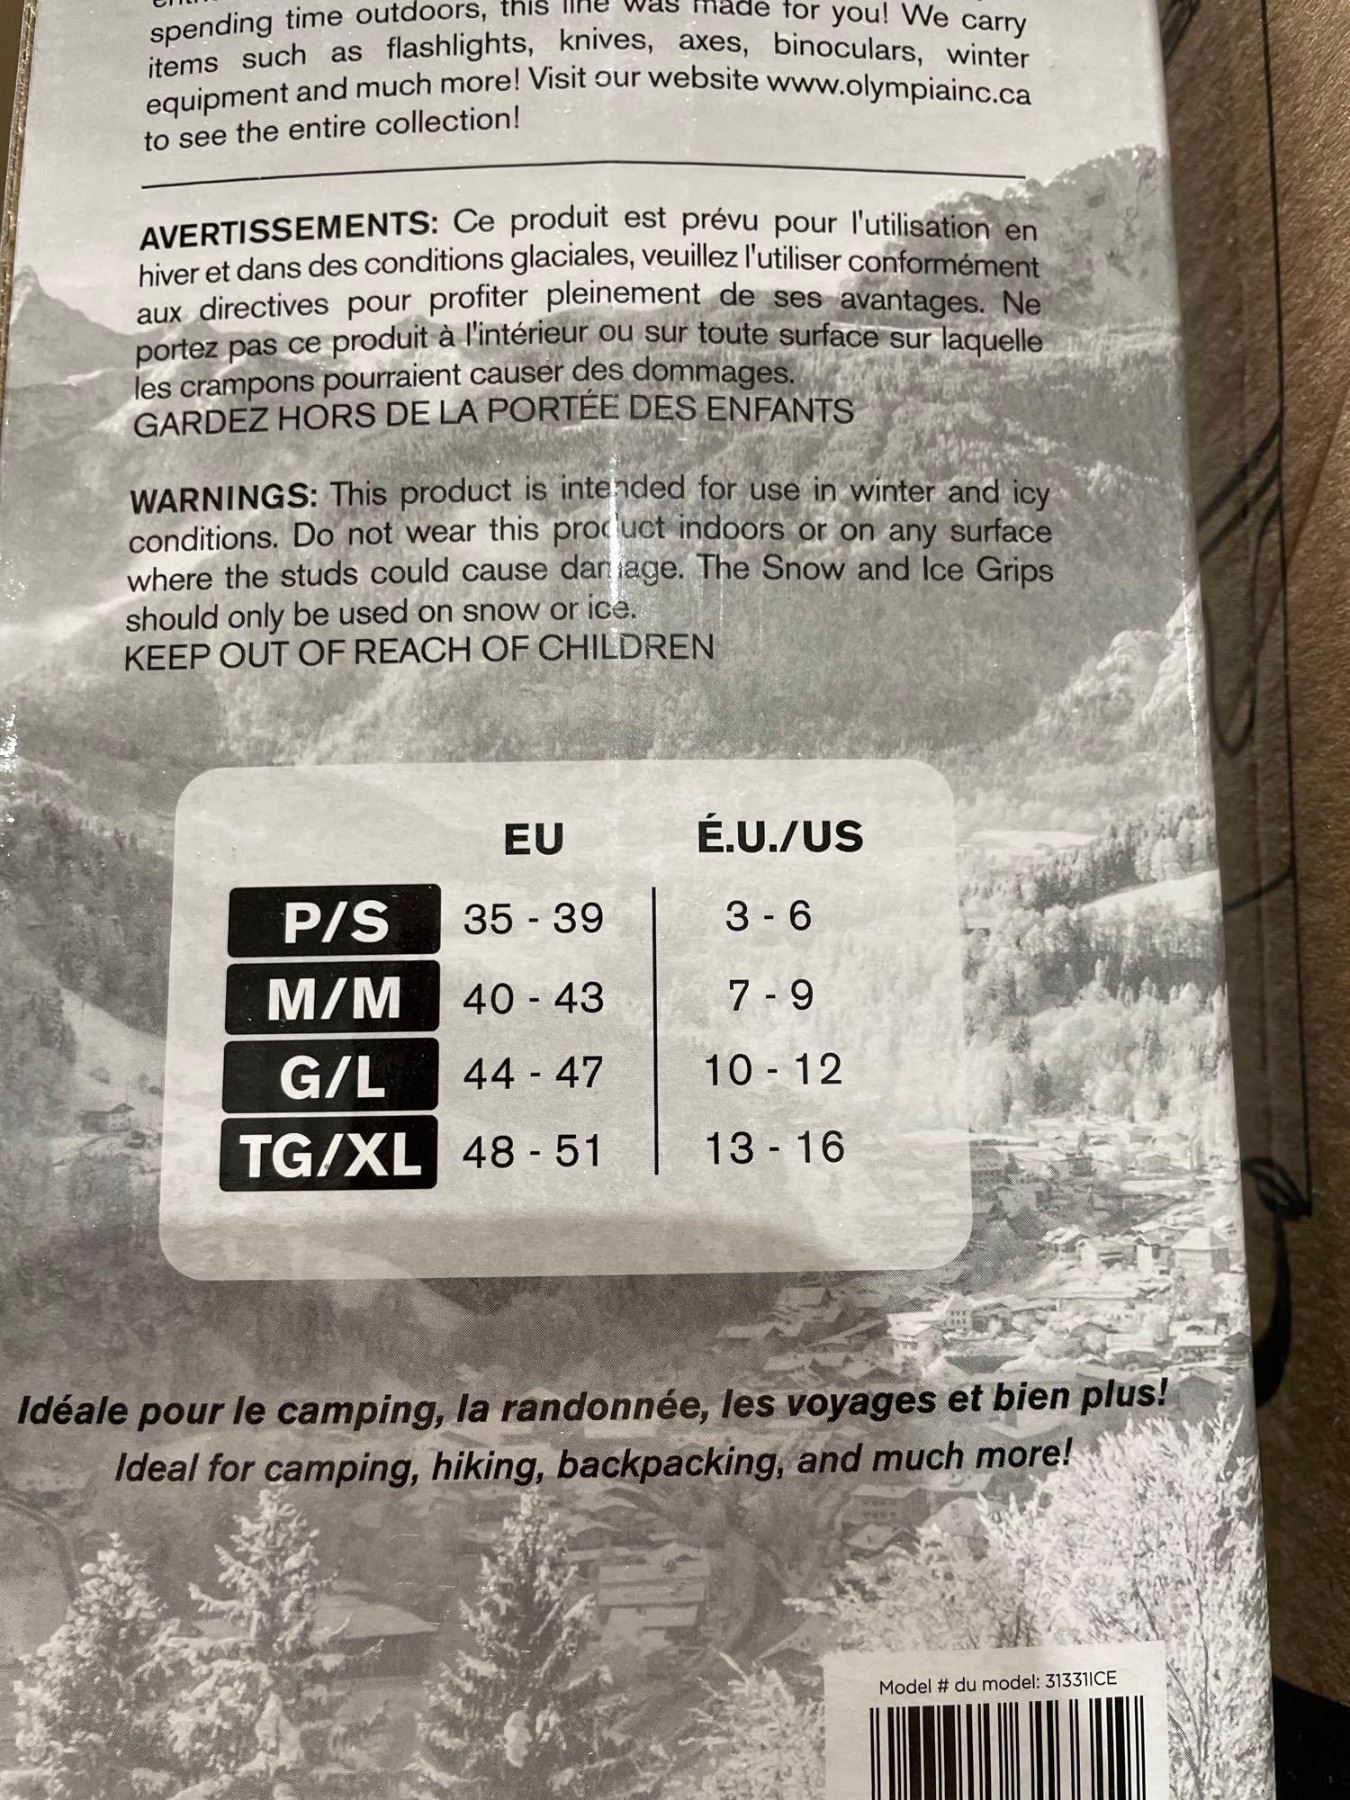 spending time outdoors, this line was made for you! We carry
items such as flashlights, knives, axes, binoculars, winter
equipment and much more! Visit our website www.olympiainc.ca
to see the entire collection!
AVERTISSEMENTS: Ce produit est prévu pour l'utilisation en
hiver et dans des conditions glaciales, veuillez l'utiliser conformément
aux directives pour profiter pleinement de ses avantages. Ne
portez pas ce produit à l'intérieur ou sur toute surface sur laquelle
les crampons pourraient causer des dommages.
GARDEZ HORS DE LA PORTÉE DES ENFANTS
WARNINGS: This product is intended for use in winter and icy
conditions. Do not wear this product indoors or on any surface
where the studs could cause damage. The Snow and Ice Grips
should only be used on snow or ice.
KEEP OUT OF REACH OF CHILDREN
EU É.U./US
P/S 35 - 39 3 - 6
M/M 40 - 43 7 - 9
G/L 44 - 47 10 - 12
TG/XL 48 - 51 13 - 16
Idéale pour le camping, la randonnée, les voyages et bien plus!
Ideal for camping, hiking, backpacking, and much more!
Model # du model: 31331ICE